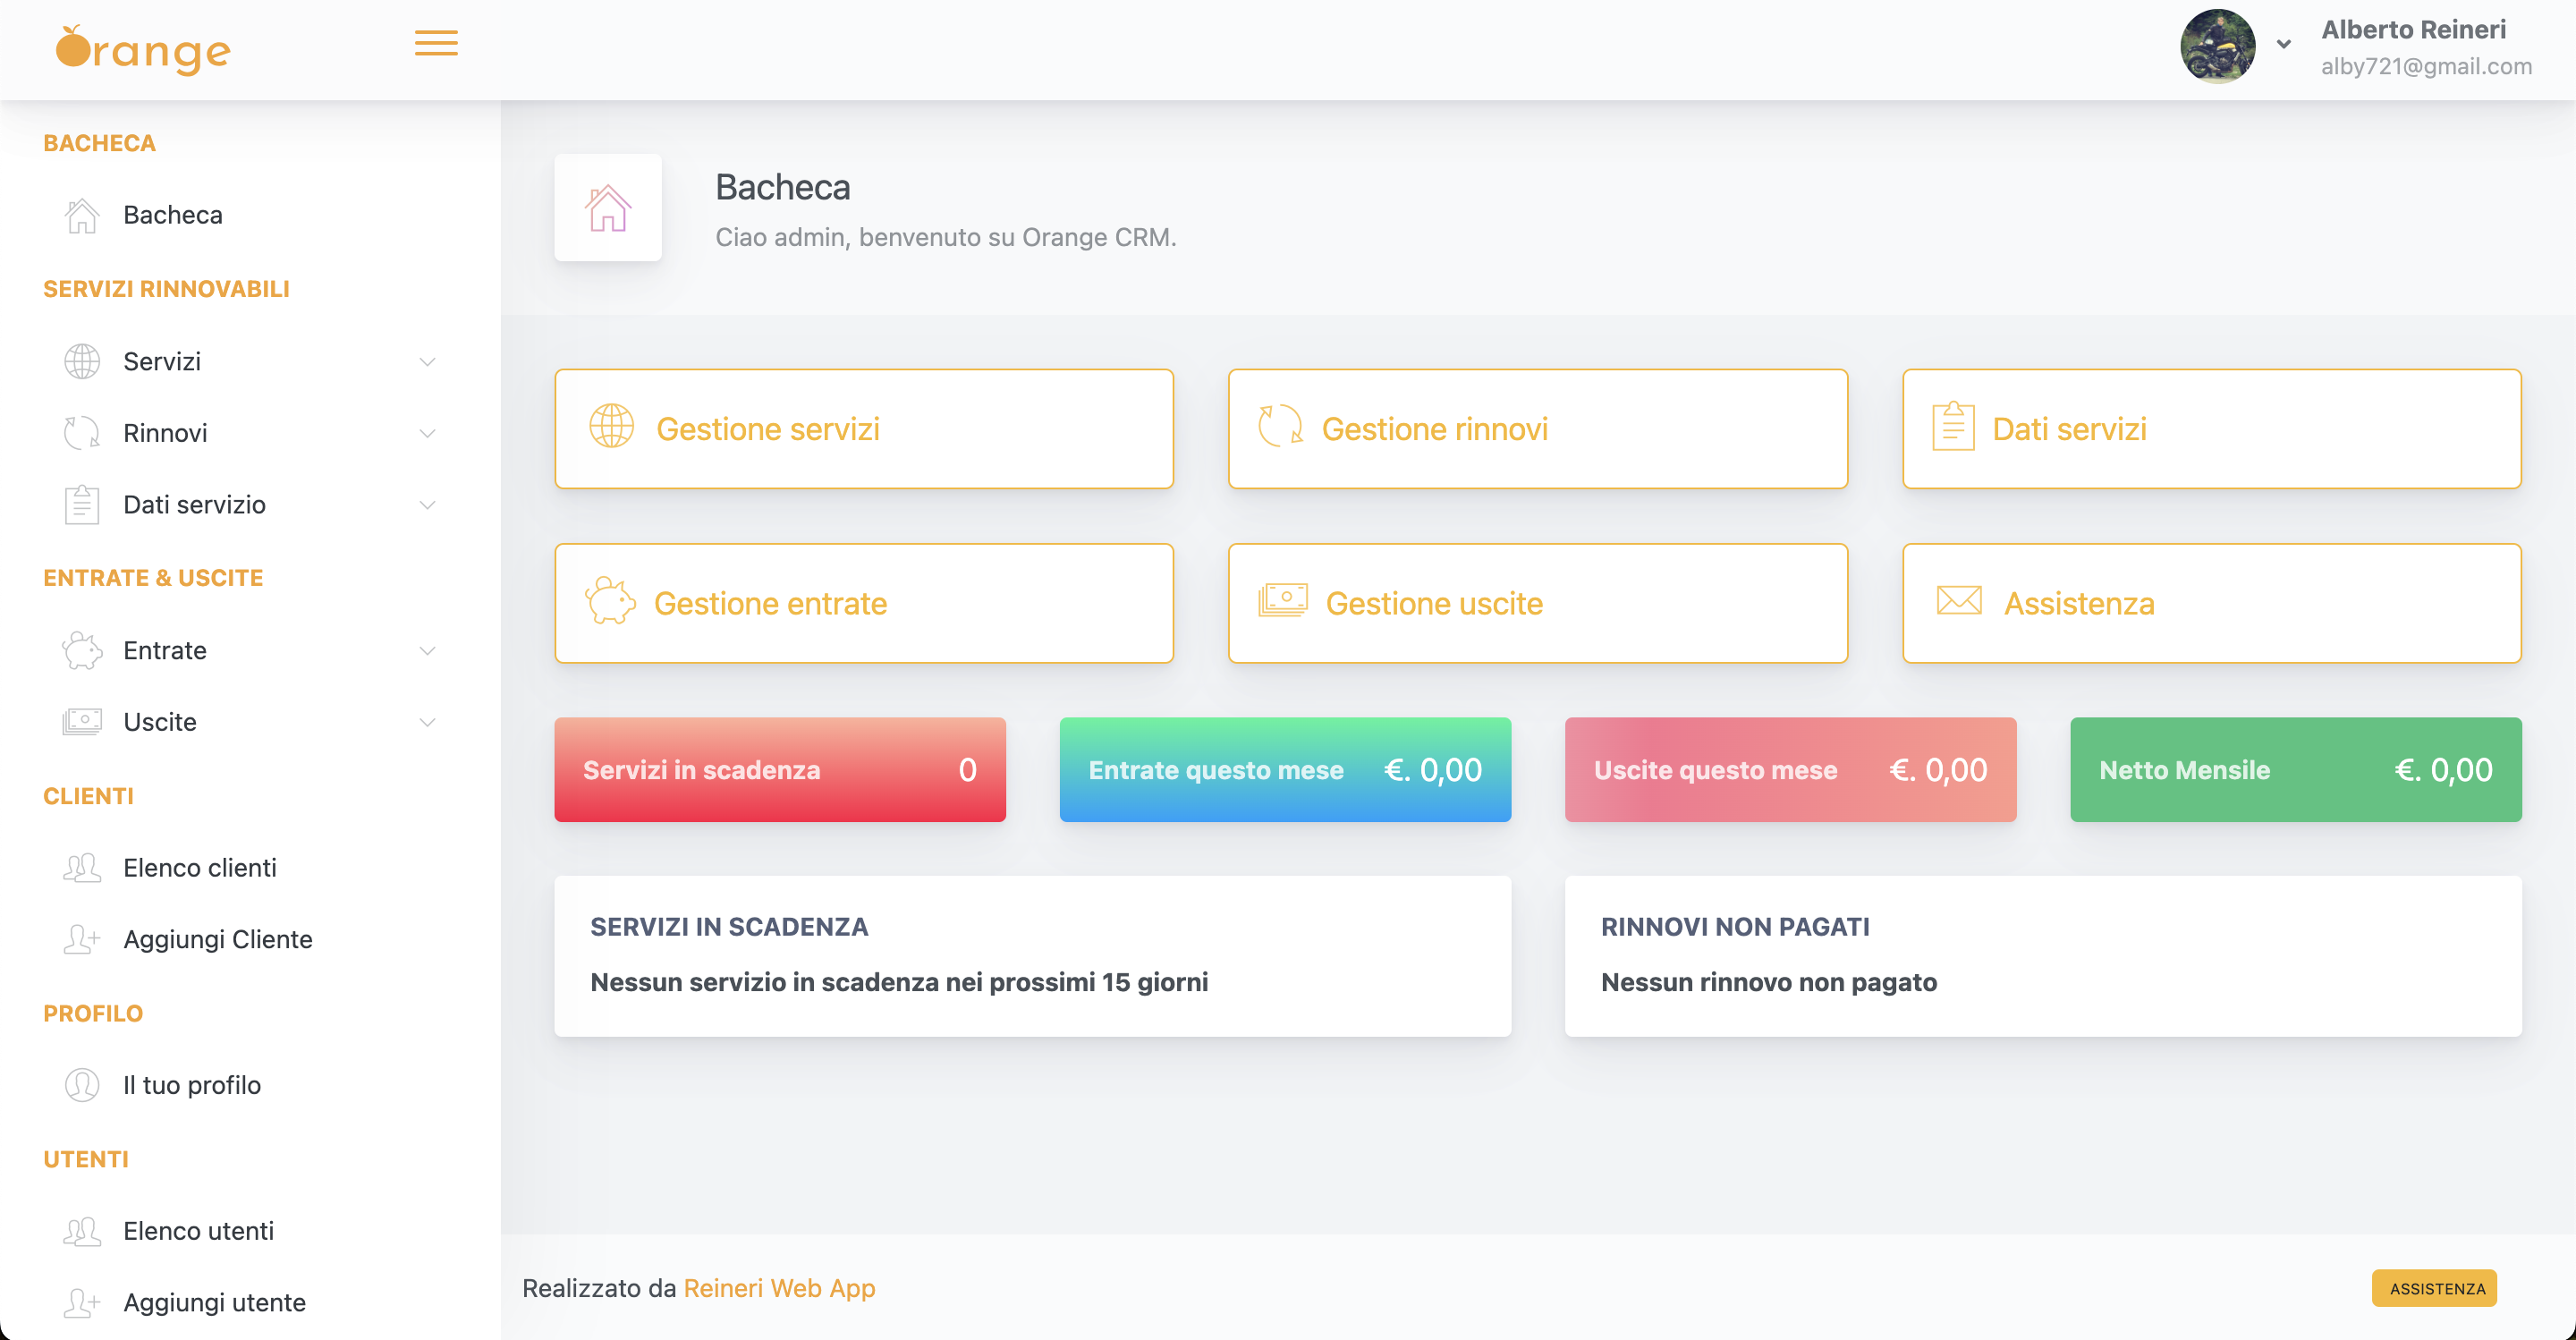 Orange
Alberto Reineri
alby721@gmail.com
BACHECA
Bacheca
SERVIZI RINNOVABILI
Servizi
Rinnovi
Dati servizio
ENTRATE & USCITE
Entrate
Uscite
CLIENTI
Elenco clienti
Aggiungi Cliente
PROFILO
Il tuo profilo
UTENTI
Elenco utenti
Aggiungi utente
Bacheca
Ciao admin, benvenuto su Orange CRM.
Gestione servizi
Gestione rinnovi
Dati servizi
Gestione entrate
Gestione uscite
Assistenza
Servizi in scadenza 0
Entrate questo mese €. 0,00
Uscite questo mese €. 0,00
Netto Mensile €. 0,00
SERVIZI IN SCADENZA
Nessun servizio in scadenza nei prossimi 15 giorni
RINNOVI NON PAGATI
Nessun rinnovo non pagato
Realizzato da Reineri Web App
ASSISTENZA